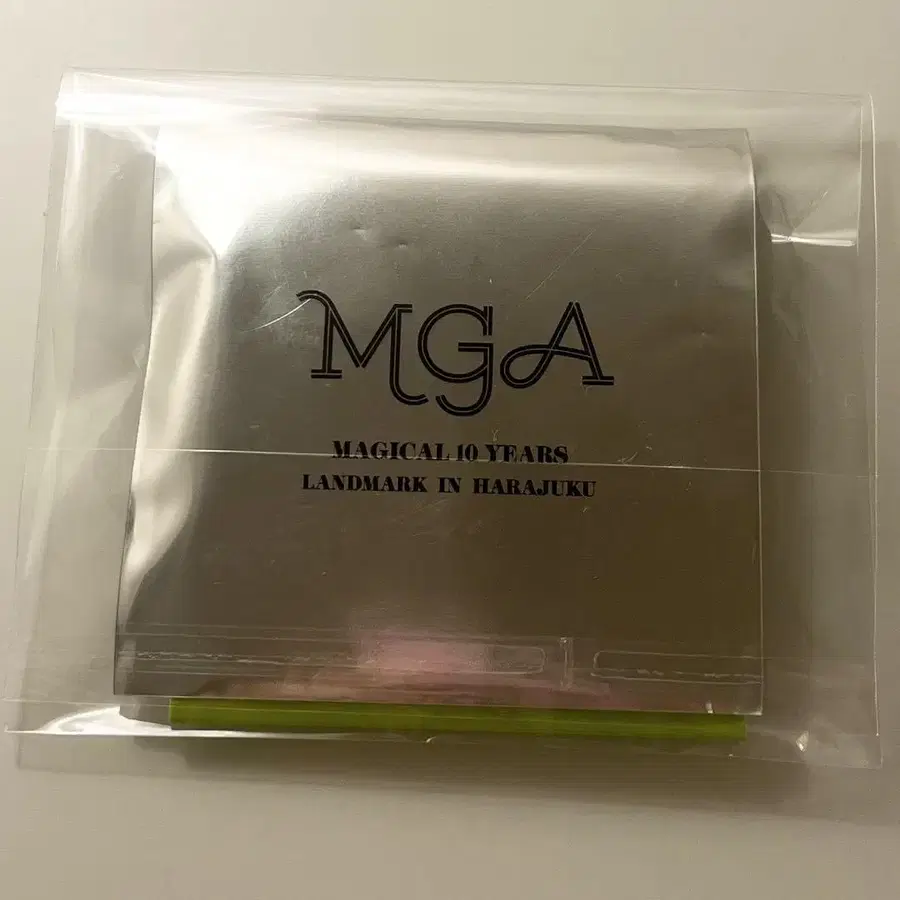 MGA
MAGICAL 10 YEARS
LANDMARK IN HARAJUKU